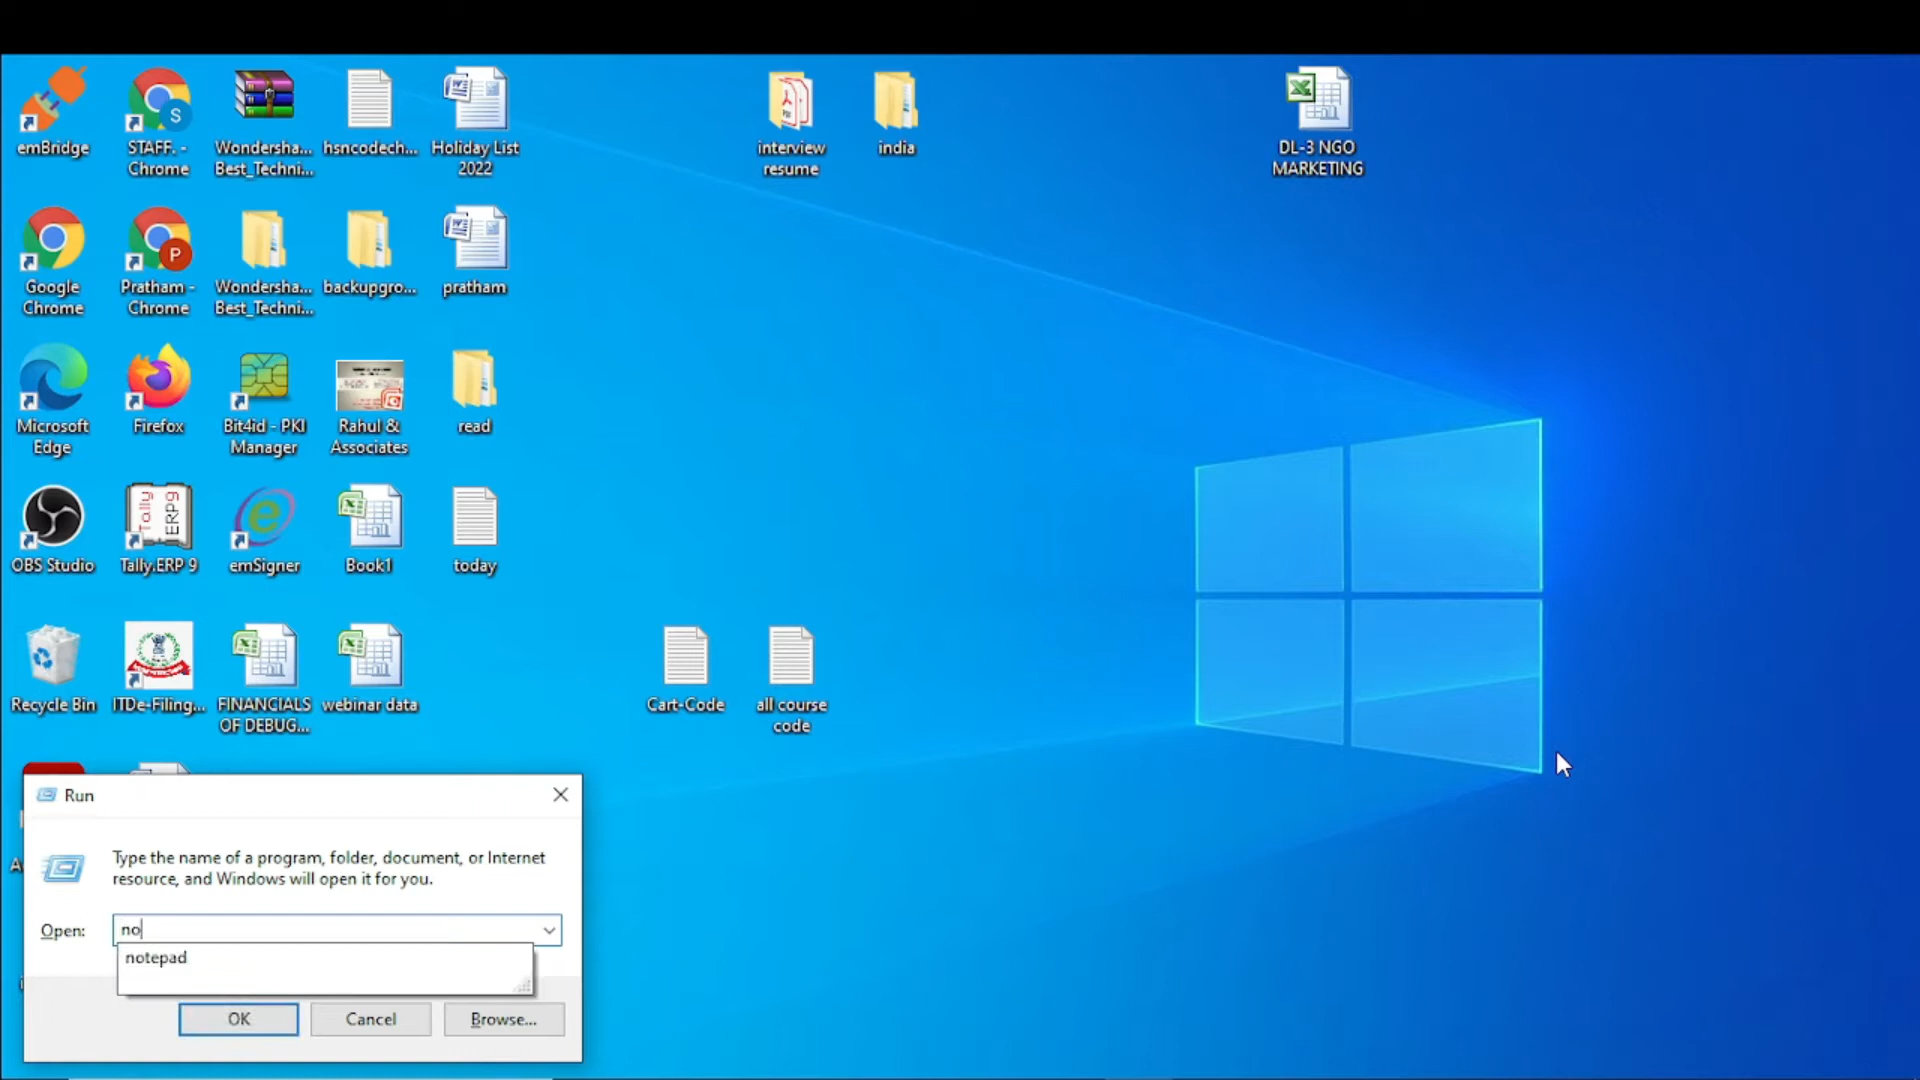 emBridge
STAFF. -
Chrome
Wondersha...
Best_Techni...
hsncodech...
Holiday List
2022
interview
resume
india
DL-3 NGO
MARKETING
Google
Chrome
Pratham -
Chrome
Wondersha...
Best_Techni...
backupgro...
pratham
Microsoft
Edge
Firefox
Bit4id - PKI
Manager
Rahul &
Associates
read
OBS Studio
Tally.ERP 9
emSigner
Book1
today
Recycle Bin
ITDe-Filing...
FINANCIALS
OF DEBUG...
webinar data
Cart-Code
all course
code
Run
Type the name of a program, folder, document, or Internet
resource, and Windows will open it for you.
Open:
no
notepad
OK
Cancel
Browse...
S
P
PDF
Tally
ERP9